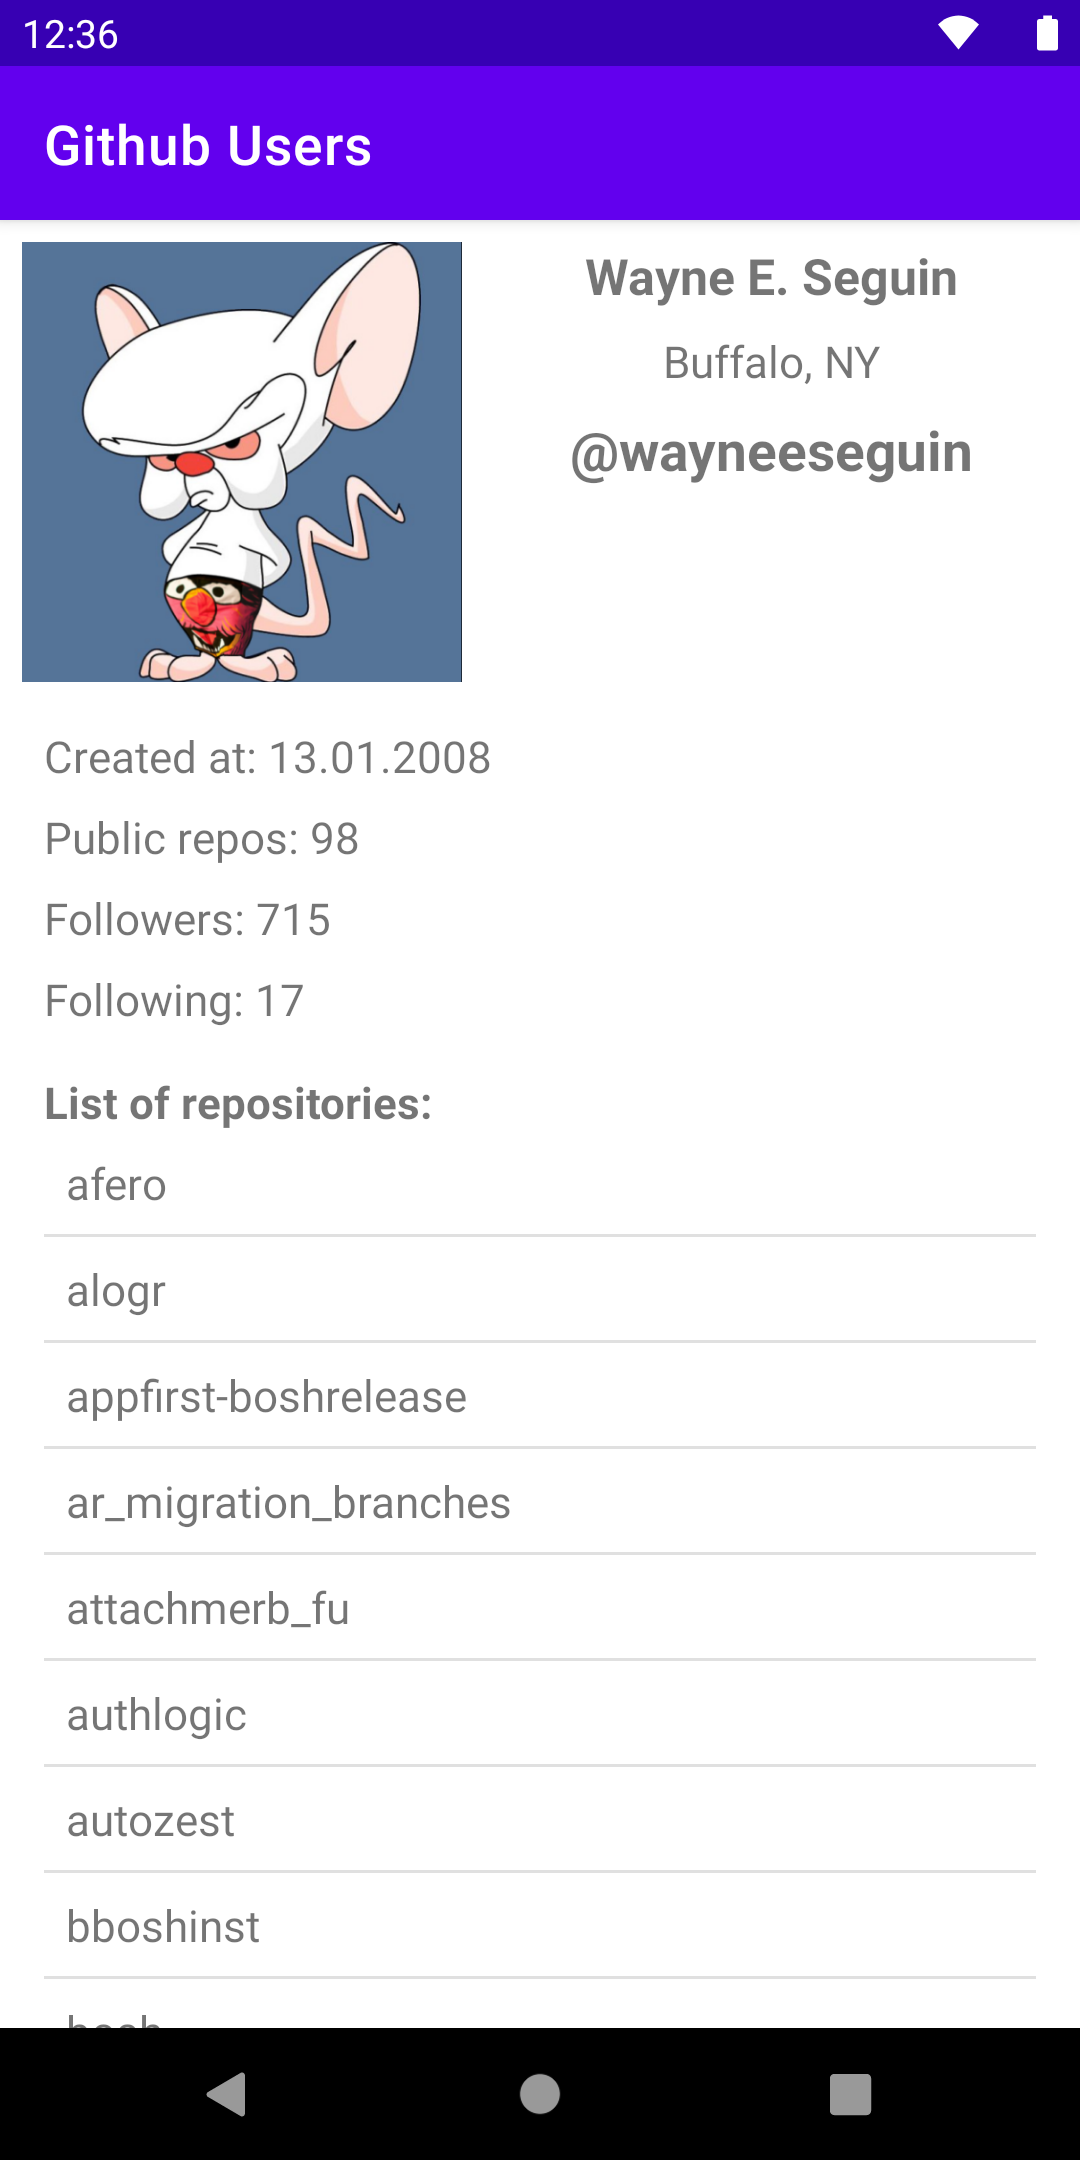 12:36
Github Users
Wayne E. Seguin
Buffalo, NY
@wayneeseguin
Created at: 13.01.2008
Public repos: 98
Followers: 715
Following: 17
List of repositories:
afero
alogr
appfirst-boshrelease
ar_migration_branches
attachmerb_fu
authlogic
autozest
bboshinst